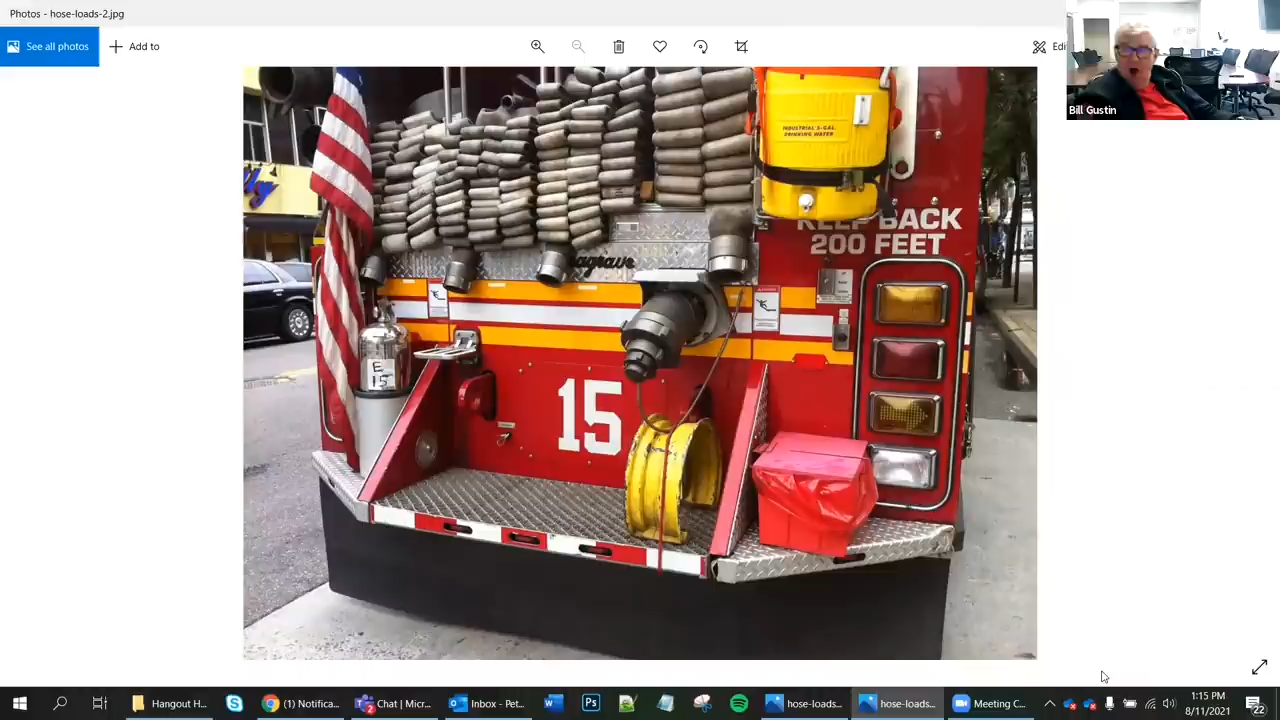 Photos - hose-loads-2.jpg
See all photos
Add to
Edi
Bill Gustin
INDUSTRIAL 5-GAL
DRINKING WATER
KEEP BACK
200 FEET
E
15
15
Hangout H...
(1) Notifica...
Chat | Micr...
Inbox - Pet...
hose-loads...
hose-loads...
Meeting C...
1:15 PM
8/11/2021
22